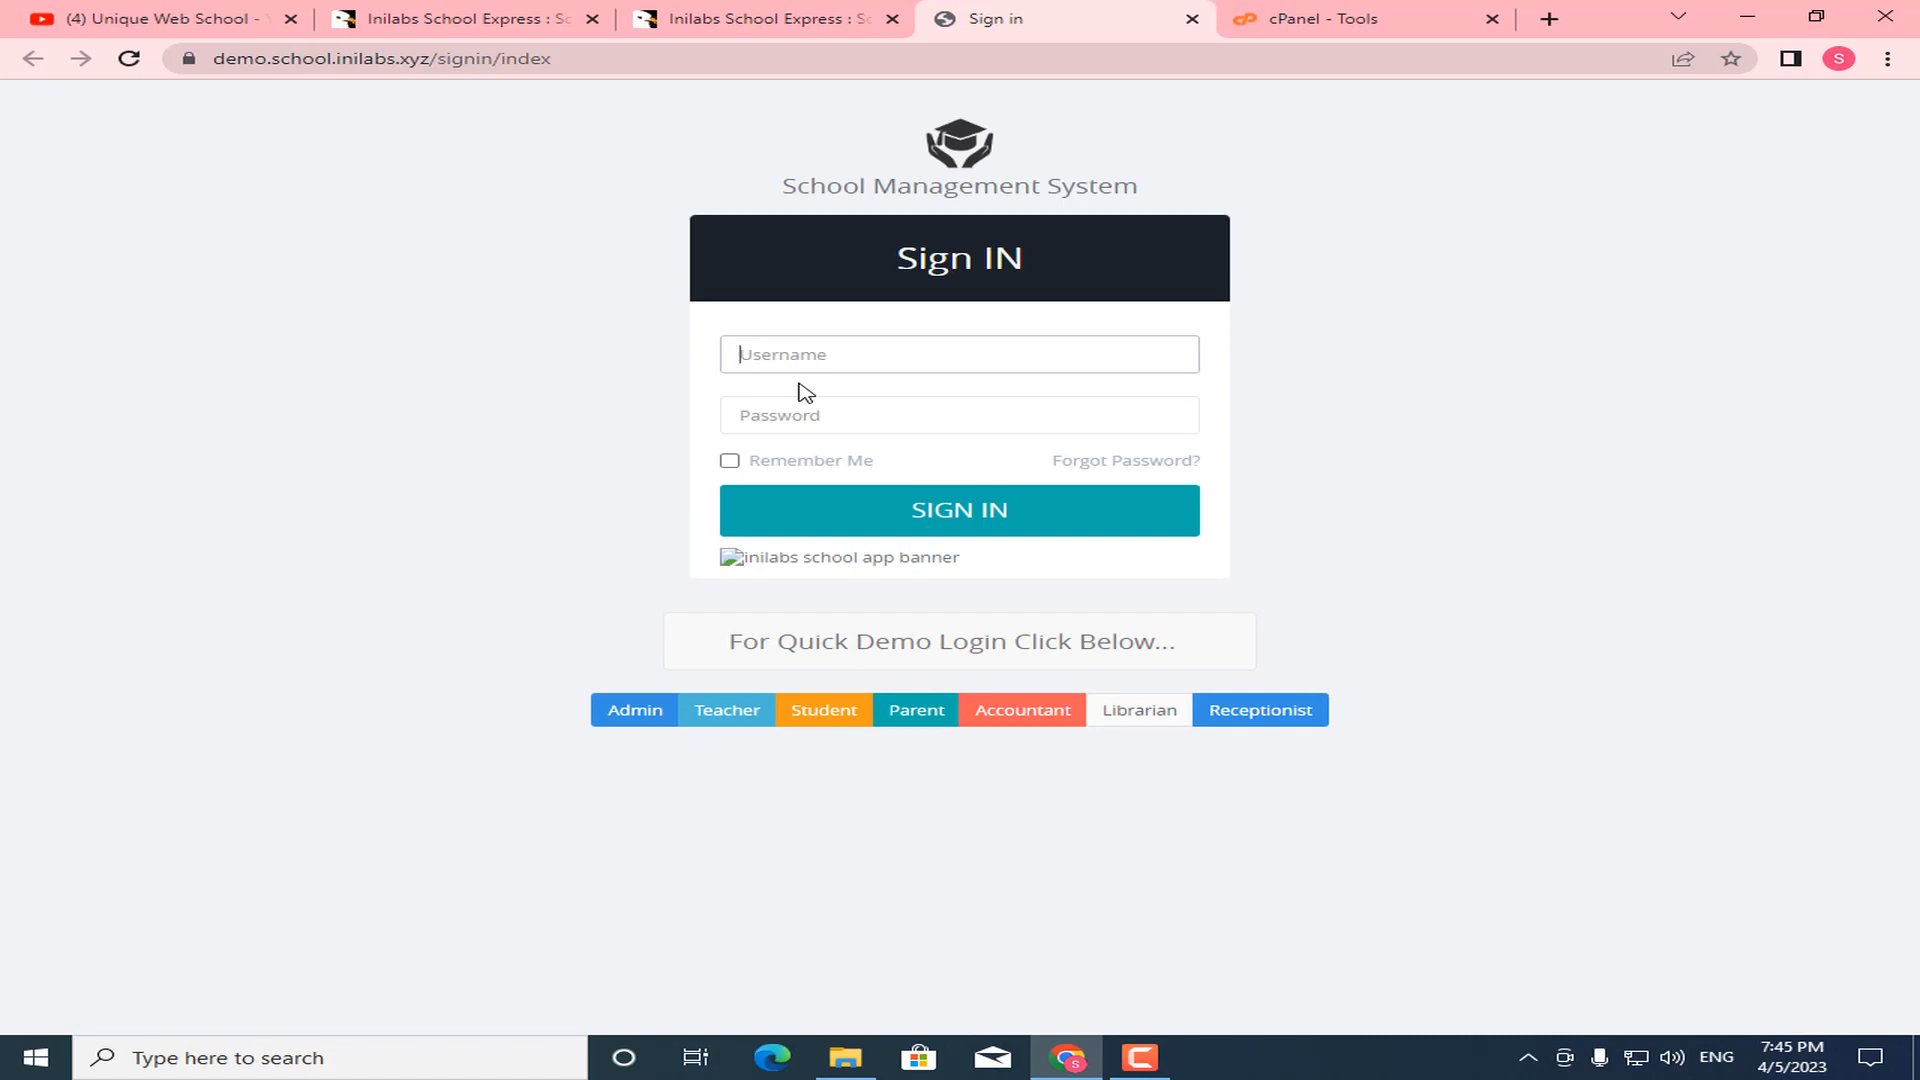 (4) Unique Web School -
Inilabs School Express : Sc
Inilabs School Express : Sc
Sign in
cPanel - Tools
demo.school.inilabs.xyz/signin/index
S
School Management System
Sign IN
Username
Password
Remember Me
Forgot Password?
SIGN IN
inilabs school app banner
For Quick Demo Login Click Below...
Admin
Teacher
Student
Parent
Accountant
Librarian
Receptionist
Type here to search
ENG
7:45 PM
4/5/2023